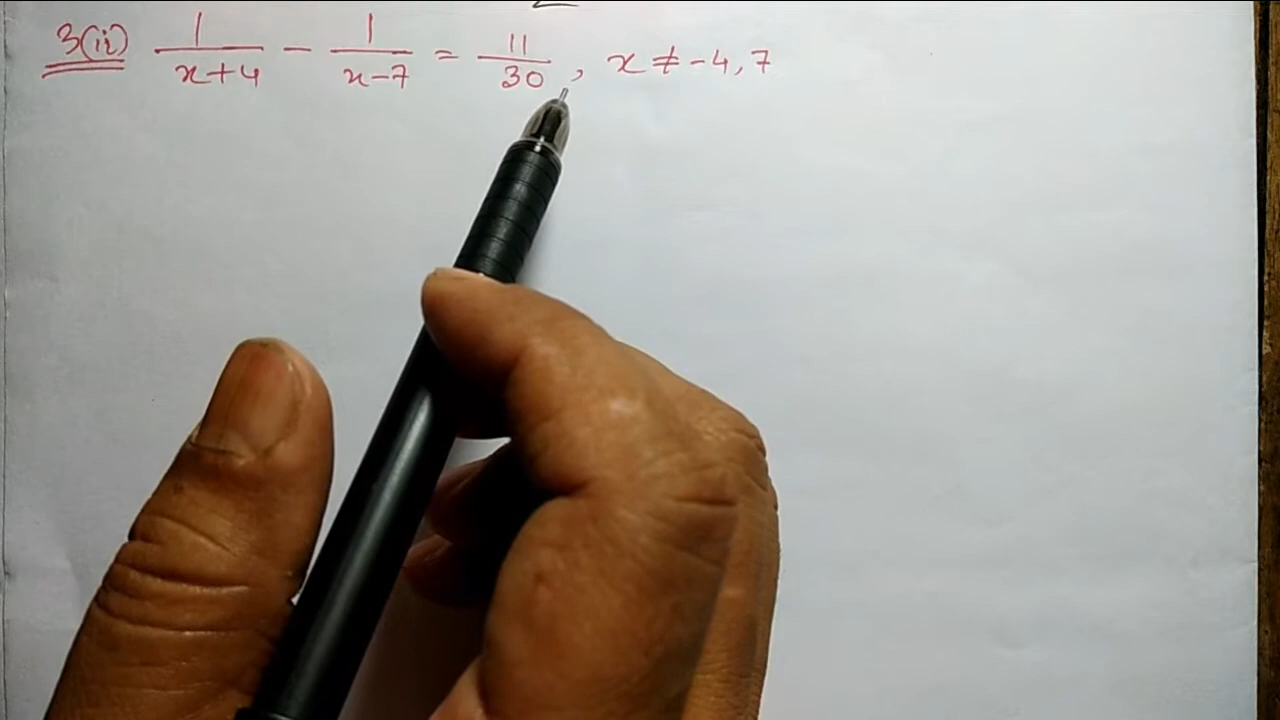 3(ii) 1/(x+4) - 1/(x-7) = 11/30, x ≠ -4, 7